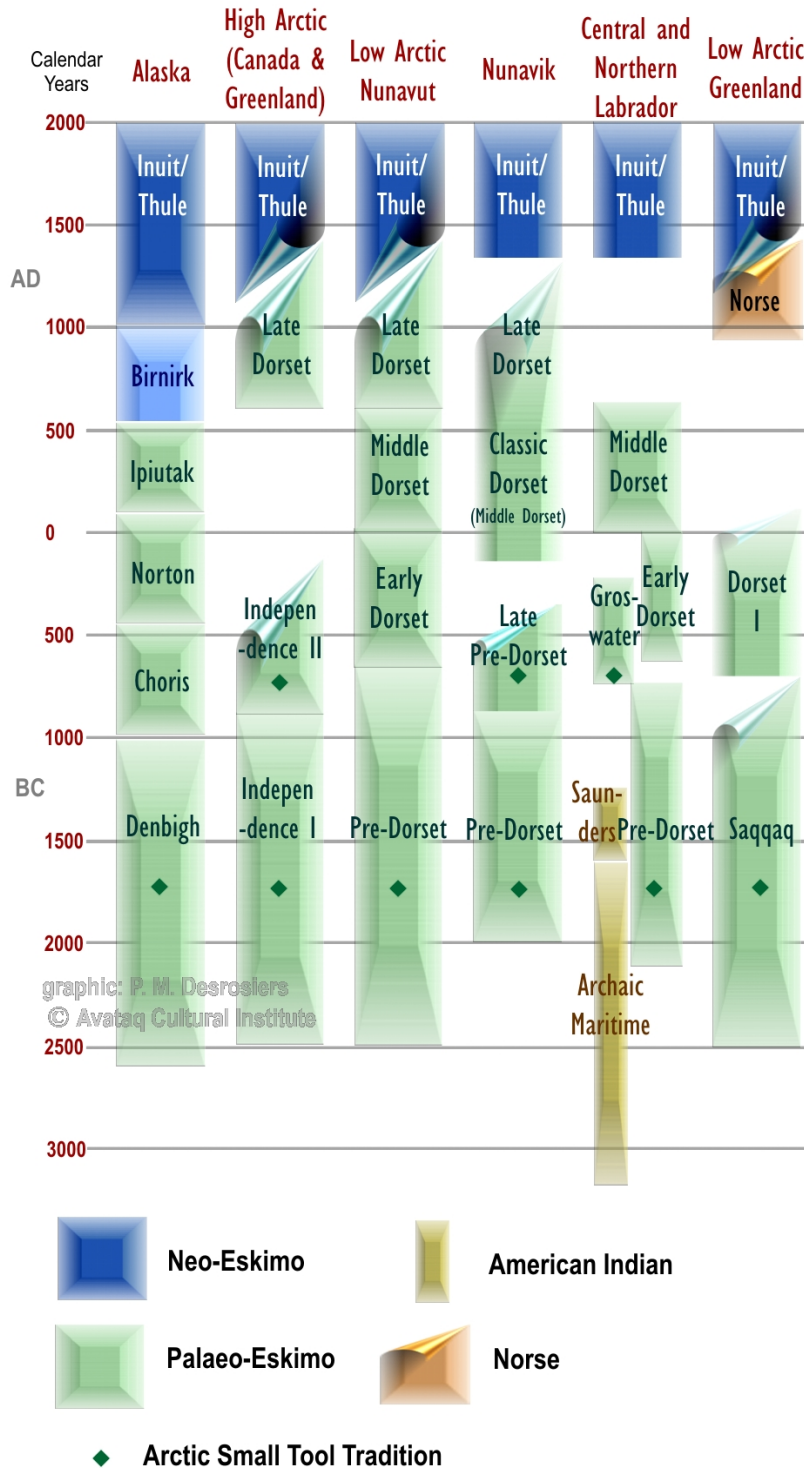 Calendar
Years
Alaska
High Arctic
(Canada &
Greenland)
Low Arctic
Nunavut
Nunavik
Central and
Northern
Labrador
Low Arctic
Greenland
2000
1500
AD
1000
500
0
500
1000
BC
1500
2000
2500
3000
Inuit/
Thule
Birnirk
Ipiutak
Norton
Choris
Denbigh
Inuit/
Thule
Late
Dorset
Indepen
-dence II
Indepen
-dence I
Inuit/
Thule
Late
Dorset
Middle
Dorset
Early
Dorset
Pre-Dorset
Inuit/
Thule
Late
Dorset
Classic
Dorset
(Middle Dorset)
Late
Pre-Dorset
Pre-Dorset
Inuit/
Thule
Middle
Dorset
Early
Dorset
Gros-
water
Saun-
ders
Pre-Dorset
Archaic
Maritime
Inuit/
Thule
Norse
Dorset
I
Saqqaq
graphic: P. M. Desrosiers
© Avataq Cultural Institute
Neo-Eskimo
American Indian
Palaeo-Eskimo
Norse
Arctic Small Tool Tradition